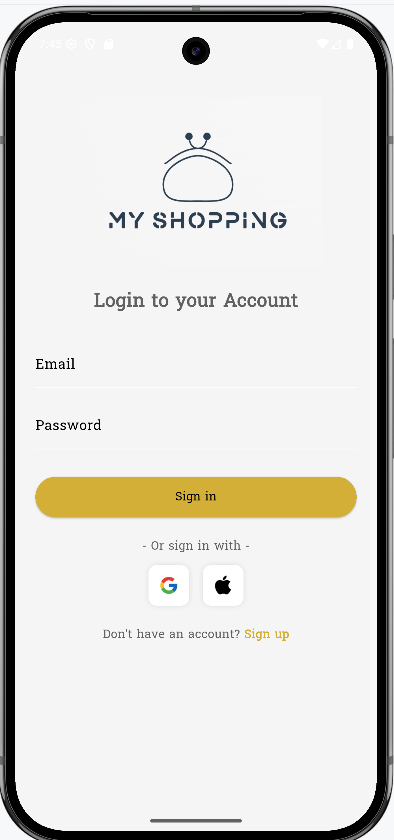 7:45
MY SHOPPING
Login to your Account
Email
Password
Sign in
- Or sign in with -
Don't have an account? Sign up